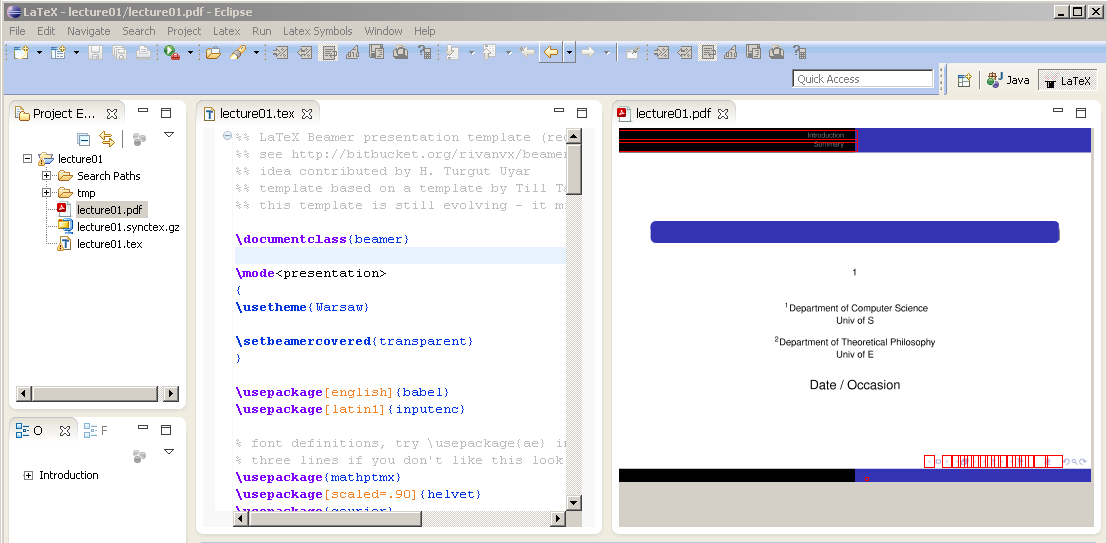 LaTeX - lecture01/lecture01.pdf - Eclipse
File Edit Navigate Search Project Latex Run Latex Symbols Window Help
Quick Access
Java
LaTeX
Project E...
lecture01
Search Paths
tmp
lecture01.pdf
lecture01.synctex.gz
lecture01.tex
O
F
Introduction
lecture01.tex
%% LaTeX Beamer presentation template (re
%% see http://bitbucket.org/rivanvx/beamer
%% idea contributed by H. Turgut Uyar
%% template based on a template by Till Ta
%% this template is still evolving - it mi
\documentclass{beamer}
\mode<presentation>
{
\usetheme{Warsaw}
\setbeamercovered{transparent}
}
\usepackage[english]{babel}
\usepackage[latin1]{inputenc}
% font definitions, try \usepackage{ae} in
% three lines if you don't like this look
\usepackage{mathptmx}
\usepackage[scaled=.90]{helvet}
\usepackage{courier}
lecture01.pdf
Introduction
Summary
1
1Department of Computer Science
Univ of S
2Department of Theoretical Philosophy
Univ of E
Date / Occasion